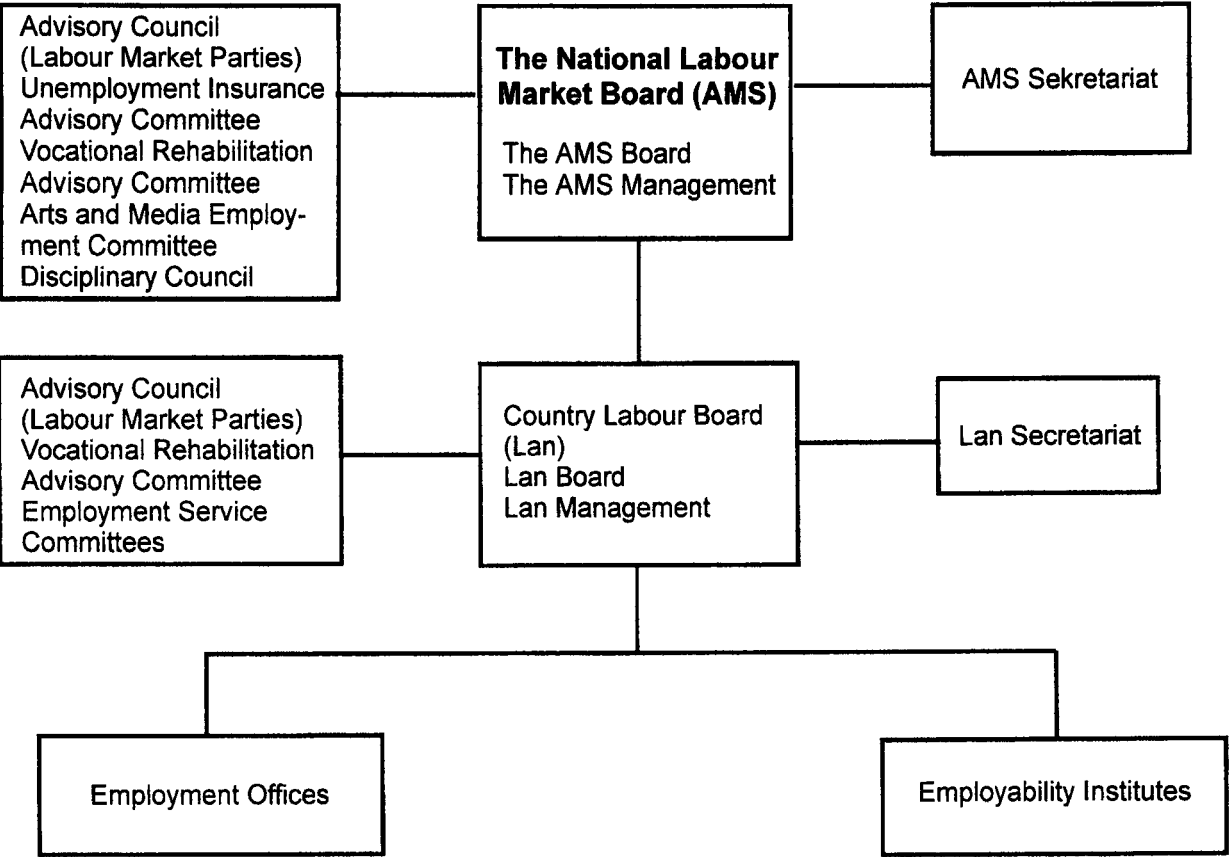 Advisory Council
(Labour Market Parties)
Unemployment Insurance
Advisory Committee
Vocational Rehabilitation
Advisory Committee
Arts and Media Employ-
ment Committee
Disciplinary Council
The National Labour
Market Board (AMS)
The AMS Board
The AMS Management
AMS Sekretariat
Advisory Council
(Labour Market Parties)
Vocational Rehabilitation
Advisory Committee
Employment Service
Committees
Country Labour Board
(Lan)
Lan Board
Lan Management
Lan Secretariat
Employment Offices
Employability Institutes